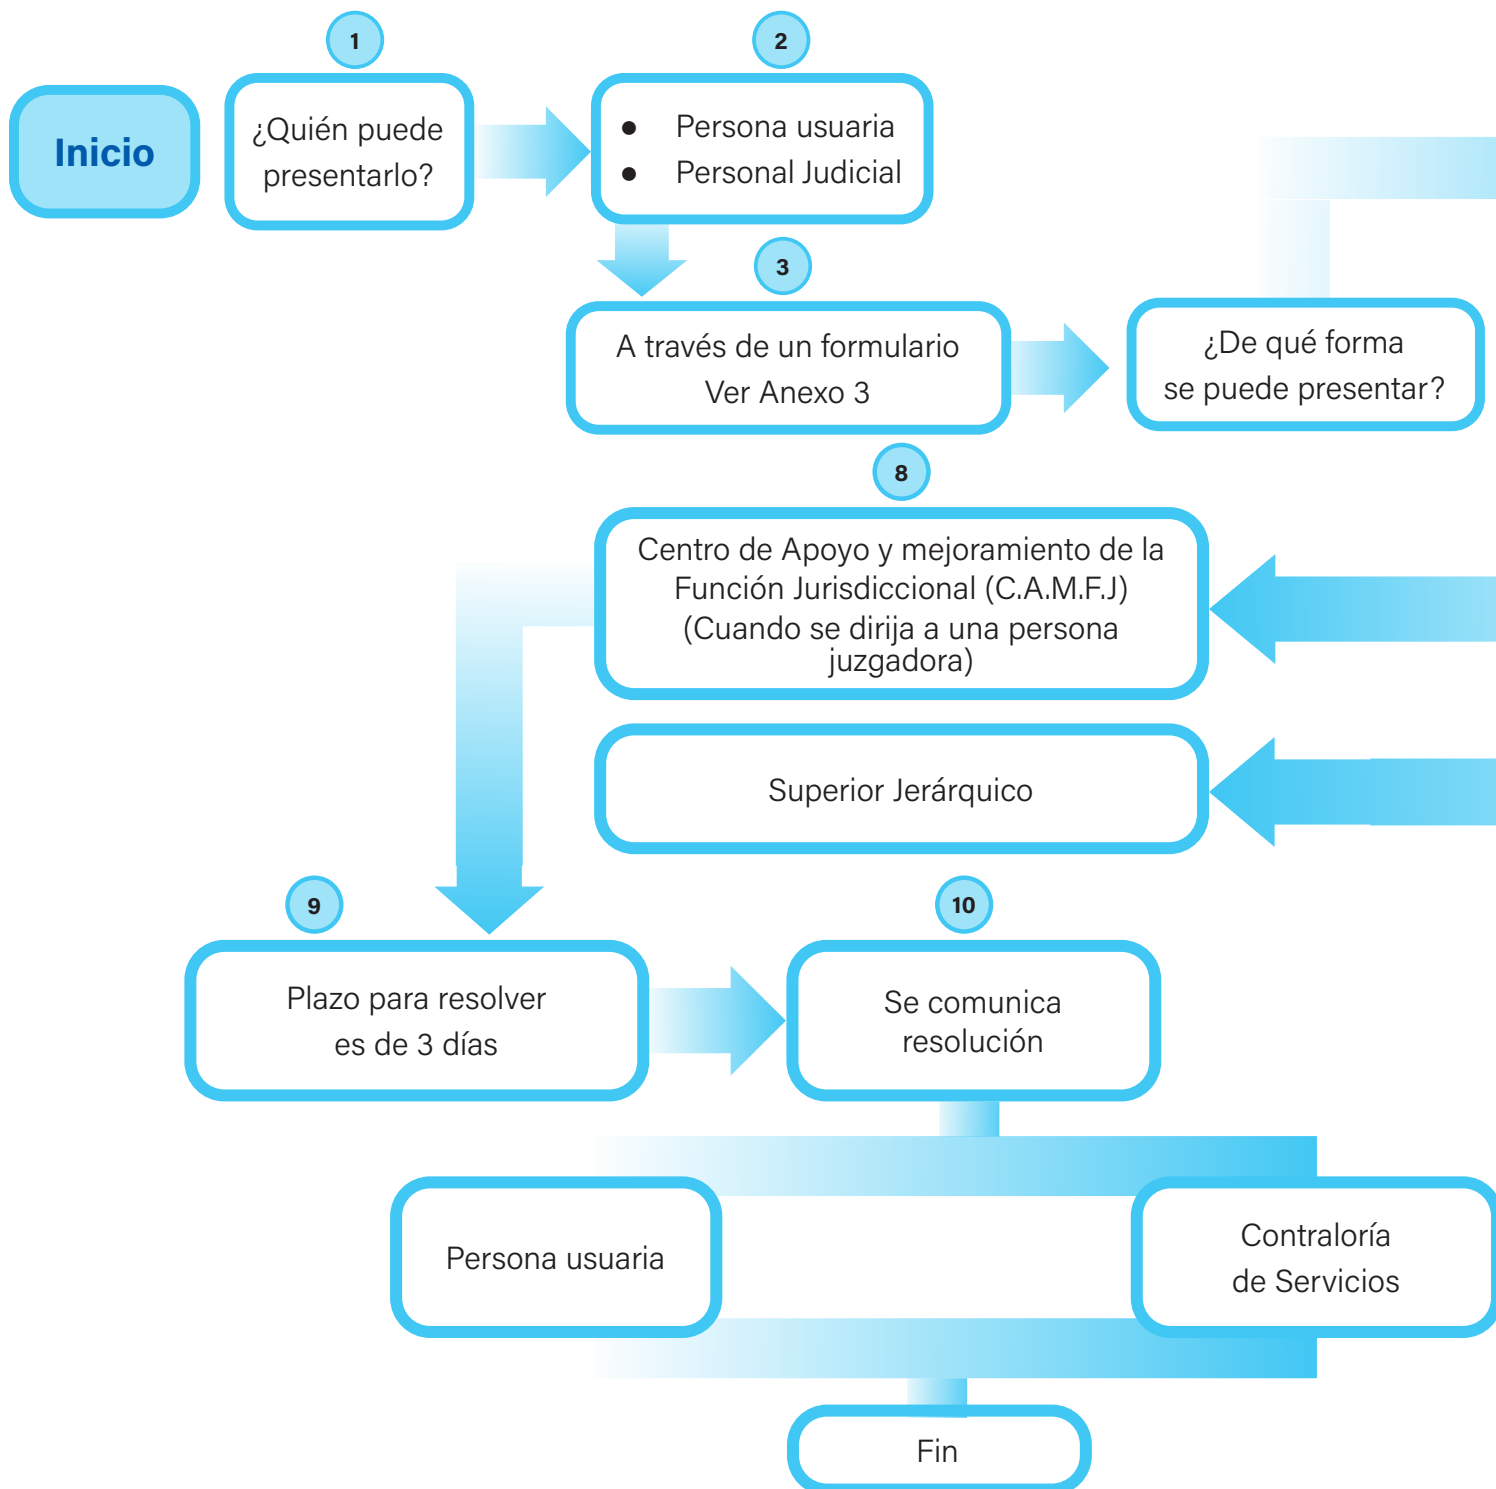 Inicio
1
¿Quién puede
presentarlo?
2
● Persona usuaria
● Personal Judicial
3
A través de un formulario
Ver Anexo 3
¿De qué forma
se puede presentar?
8
Centro de Apoyo y mejoramiento de la
Función Jurisdiccional (C.A.M.F.J)
(Cuando se dirija a una persona
juzgadora)
Superior Jerárquico
9
Plazo para resolver
es de 3 días
10
Se comunica
resolución
Persona usuaria
Contraloría
de Servicios
Fin